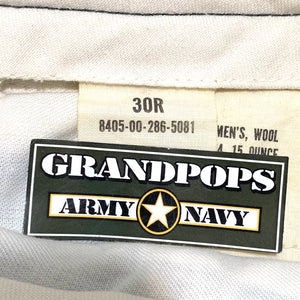 30R
8405-00-286-5081
MEN'S, WOOL
15 OUNCE
GRANDPOPS
ARMY NAVY